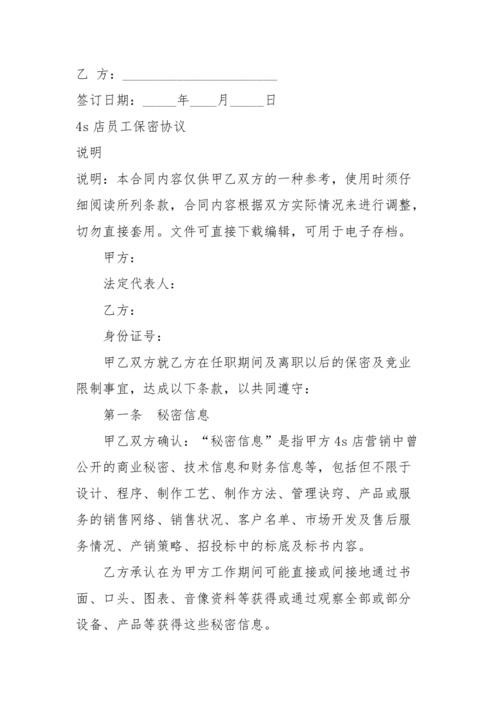 乙 方：_______________________
签订日期：_____年____月_____日
4s店员工保密协议
说明
说明：本合同内容仅供甲乙双方的一种参考，使用时须仔
细阅读所列条款，合同内容根据双方实际情况来进行调整，
切勿直接套用。文件可直接下载编辑，可用于电子存档。
甲方：
法定代表人：
乙方：
身份证号：
甲乙双方就乙方在任职期间及离职以后的保密及竞业
限制事宜，达成以下条款，以共同遵守：
第一条　秘密信息
甲乙双方确认：“秘密信息”是指甲方4s店营销中曾
公开的商业秘密、技术信息和财务信息等，包括但不限于
设计、程序、制作工艺、制作方法、管理诀窍、产品或服
务的销售网络、销售状况、客户名单、市场开发及售后服
务情况、产销策略、招投标中的标底及标书内容。
乙方承认在为甲方工作期间可能直接或间接地通过书
面、口头、图表、音像资料等获得或通过观察全部或部分
设备、产品等获得这些秘密信息。